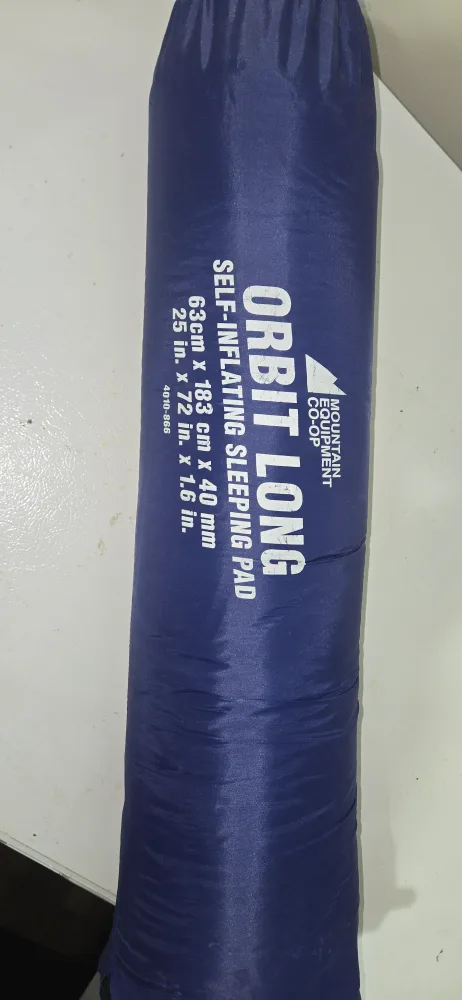 MOUNTAIN
EQUIPMENT
CO-OP
ORBIT LONG
SELF-INFLATING SLEEPING PAD
63cm x 183 cm x 40 mm
25 in. x 72 in. x 1.6 in.
4010-866